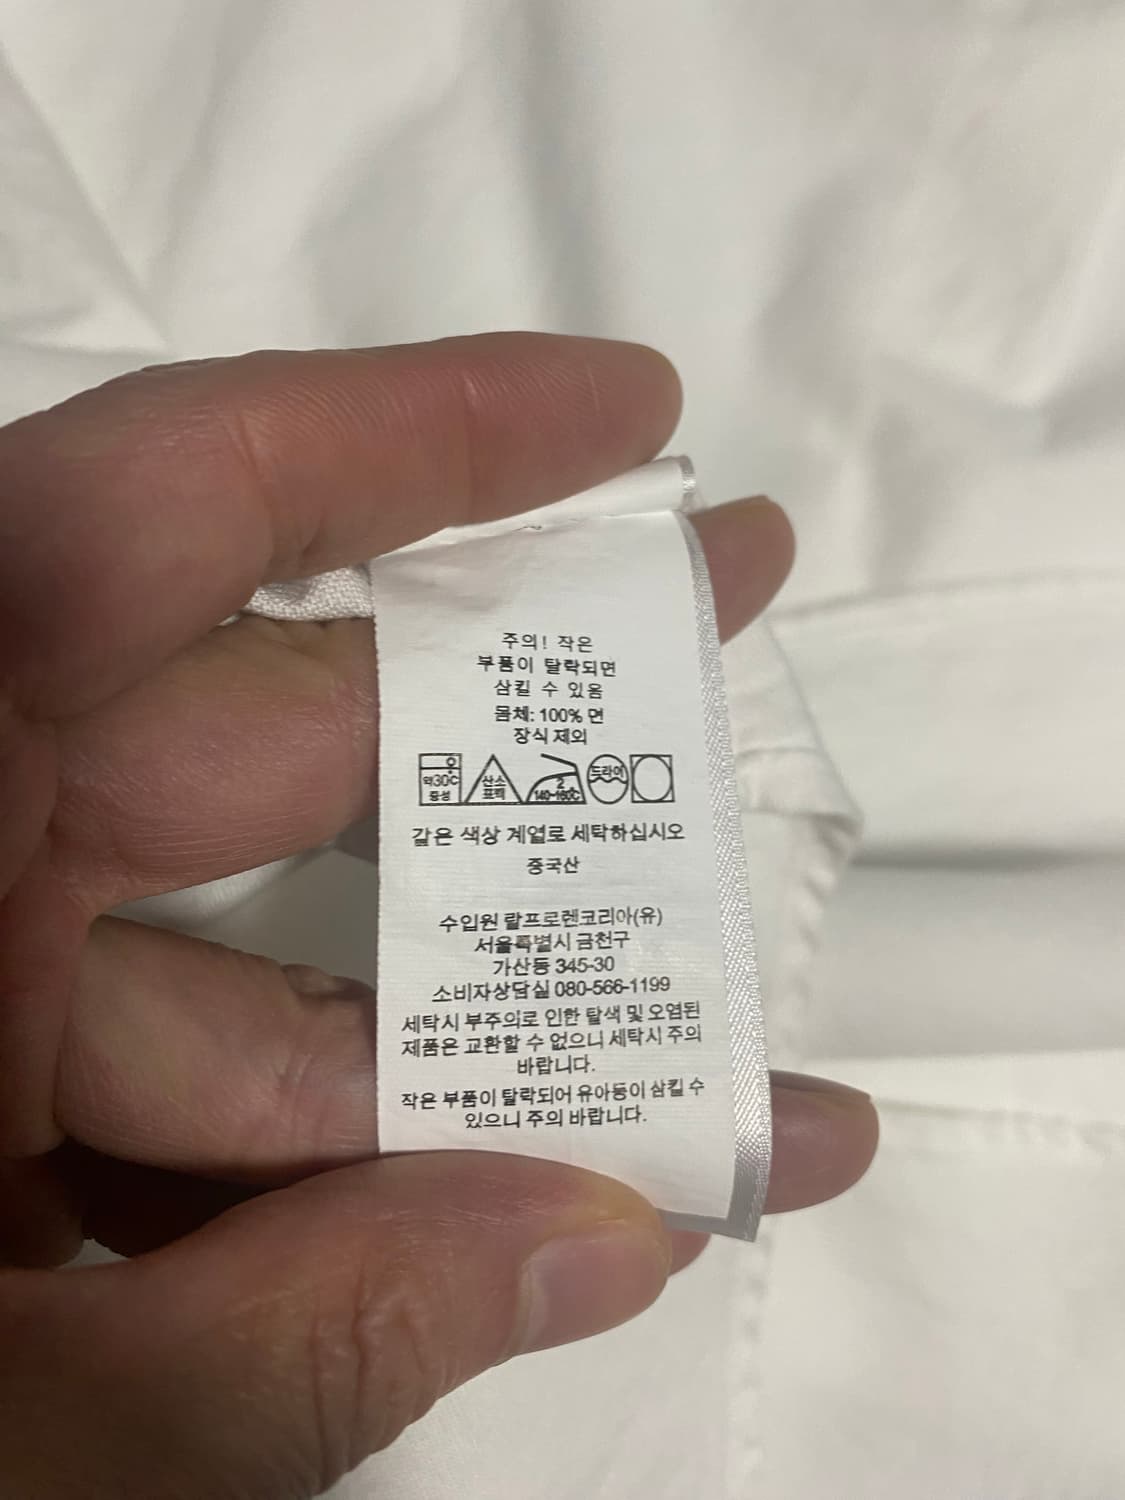 주의! 작은
부품이 탈락되면
삼킬 수 있음
몸체: 100% 면
장식 제외
약30℃
중성
산소
표백
2
140~160℃
드라이
같은 색상 계열로 세탁하십시오
중국산
수입원 랄프로렌코리아(유)
서울특별시 금천구
가산동 345-30
소비자상담실 080-566-1199
세탁시 부주의로 인한 탈색 및 오염된
제품은 교환할 수 없으니 세탁시 주의
바랍니다.
작은 부품이 탈락되어 유아등이 삼킬 수
있으니 주의 바랍니다.